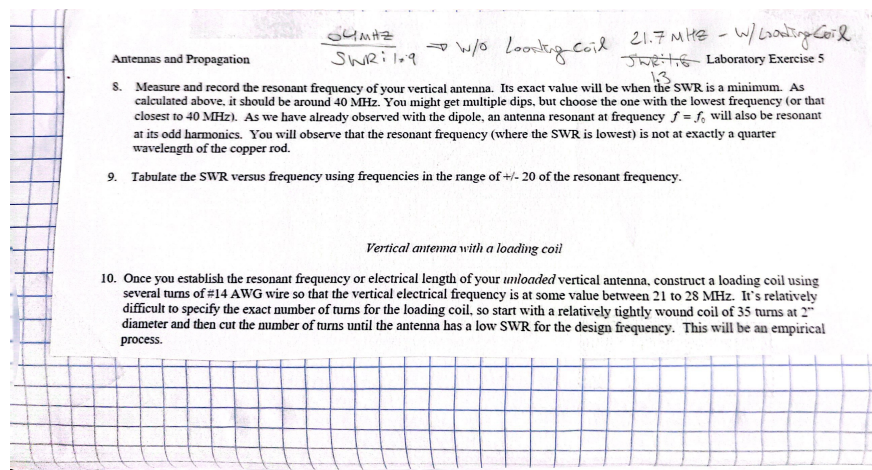 64MHz → w/o Loading Coil 21.7 MHz - w/ Loading Coil
SWR: 1.9 SWR: 1.6
Antennas and Propagation Laboratory Exercise 5
1.3
8. Measure and record the resonant frequency of your vertical antenna. Its exact value will be when the SWR is a minimum. As
calculated above, it should be around 40 MHz. You might get multiple dips, but choose the one with the lowest frequency (or that
closest to 40 MHz). As we have already observed with the dipole, an antenna resonant at frequency f = f₀ will also be resonant
at its odd harmonics. You will observe that the resonant frequency (where the SWR is lowest) is not at exactly a quarter
wavelength of the copper rod.
9. Tabulate the SWR versus frequency using frequencies in the range of +/- 20 of the resonant frequency.
Vertical antenna with a loading coil
10. Once you establish the resonant frequency or electrical length of your unloaded vertical antenna, construct a loading coil using
several turns of #14 AWG wire so that the vertical electrical frequency is at some value between 21 to 28 MHz. It's relatively
difficult to specify the exact number of turns for the loading coil, so start with a relatively tightly wound coil of 35 turns at 2"
diameter and then cut the number of turns until the antenna has a low SWR for the design frequency. This will be an empirical
process.